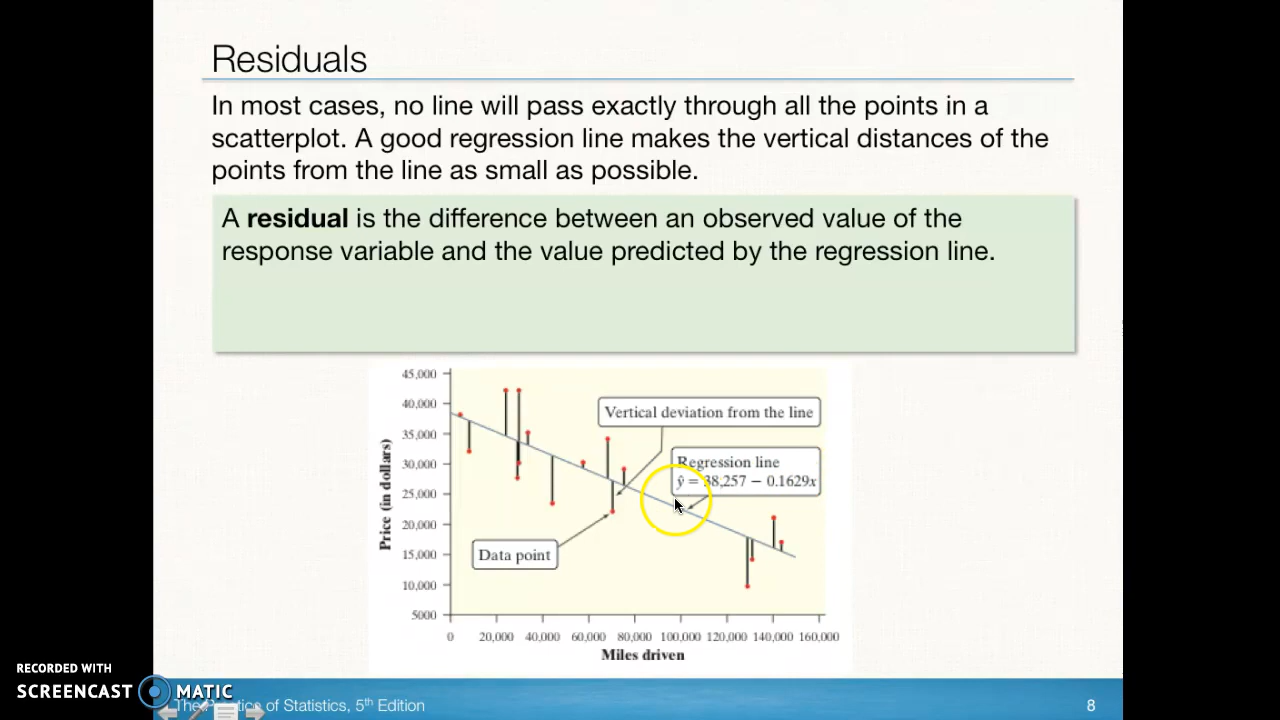 Residuals
In most cases, no line will pass exactly through all the points in a
scatterplot. A good regression line makes the vertical distances of the
points from the line as small as possible.
A residual is the difference between an observed value of the
response variable and the value predicted by the regression line.
45,000
40,000
35,000
30,000
25,000
20,000
15,000
10,000
5000
Price (in dollars)
Vertical deviation from the line
Regression line
ŷ = 38,257 − 0.1629x
Data point
0 20,000 40,000 60,000 80,000 100,000 120,000 140,000 160,000
Miles driven
RECORDED WITH
SCREENCAST MATIC
The of Statistics, 5th Edition
8